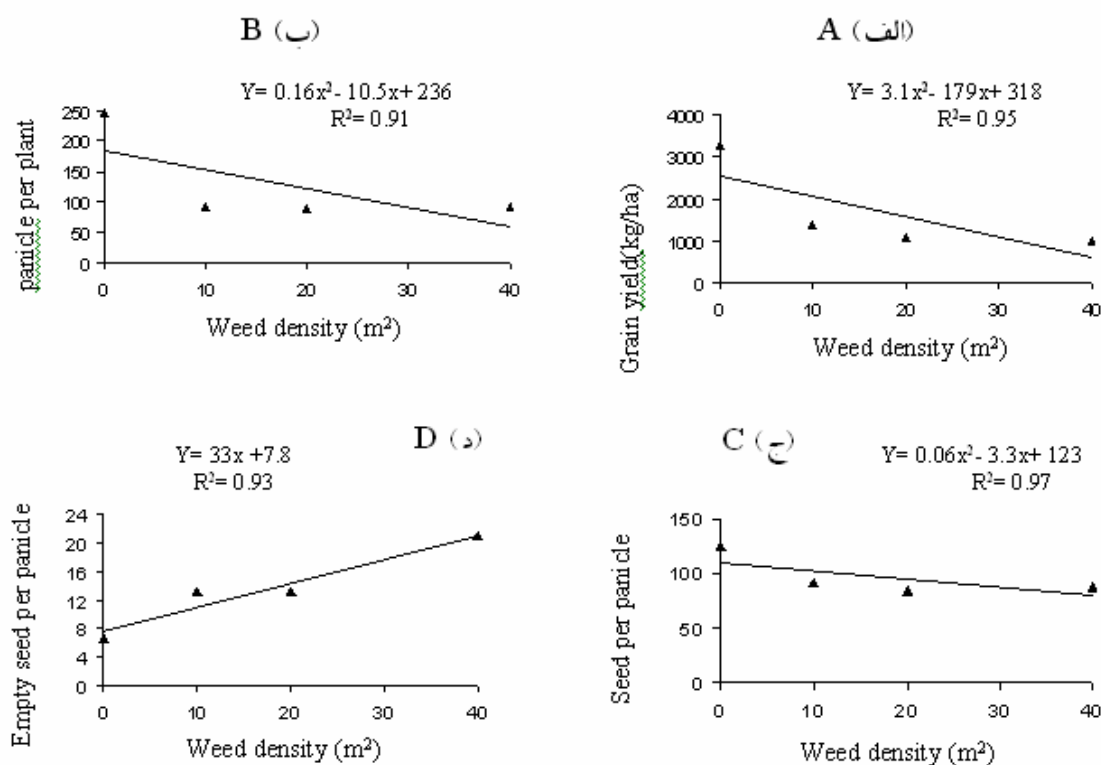 B (ب)
Y= 0.16x²- 10.5x+ 236
R²= 0.91
panicle per plant
250
200
150
100
50
0
0 10 20 30 40
Weed density (m²)
A (الف)
Y= 3.1x²- 179x+ 318
R²= 0.95
Grain yield(kg/ha)
4000
3000
2000
1000
0
0 10 20 30 40
Weed density (m²)
D (د)
Y= 33x +7.8
R²= 0.93
Empty seed per panicle
24
20
16
12
8
4
0
0 10 20 30 40
Weed density (m²)
C (ج)
Y= 0.06x²- 3.3x+ 123
R²= 0.97
Seed per panicle
150
100
50
0
0 10 20 30 40
Weed density (m²)